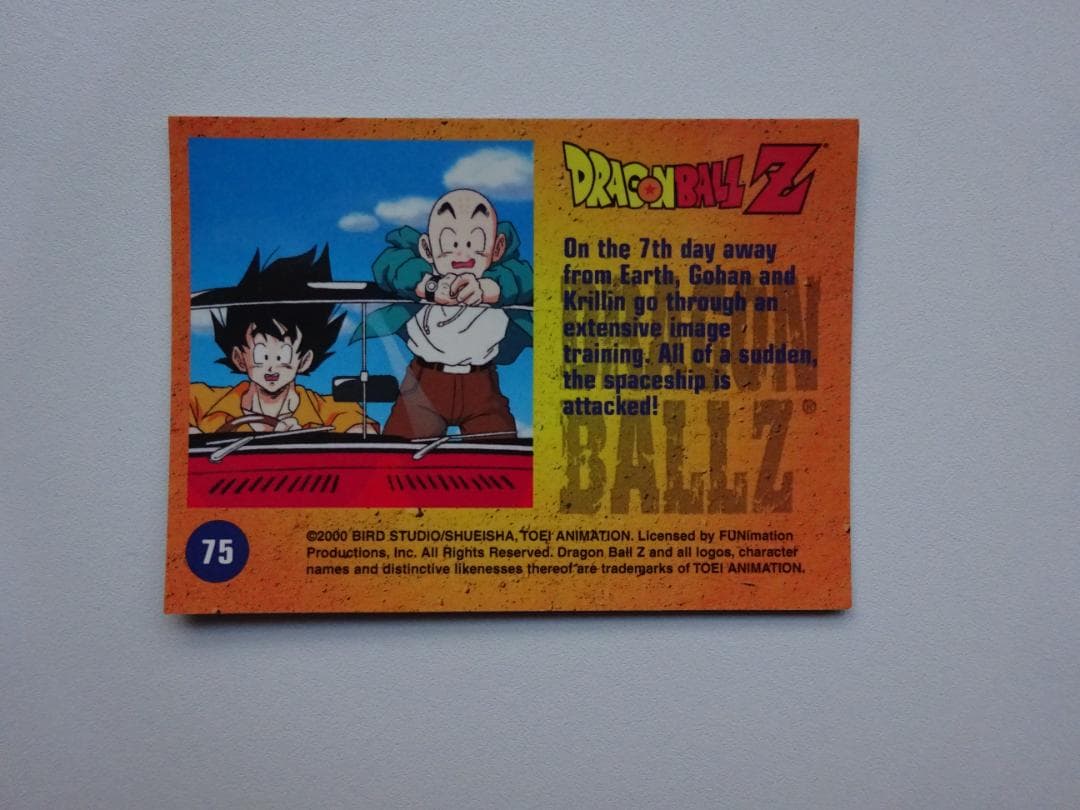 DRAGON BALL Z
On the 7th day away
from Earth, Gohan and
Krillin go through an
extensive image
training. All of a sudden,
the spaceship is
attacked!
DRAGON
BALL Z®
75
©2000 BIRD STUDIO/SHUEISHA, TOEI ANIMATION. Licensed by FUNimation
Productions, Inc. All Rights Reserved. Dragon Ball Z and all logos, character
names and distinctive likenesses thereof are trademarks of TOEI ANIMATION.